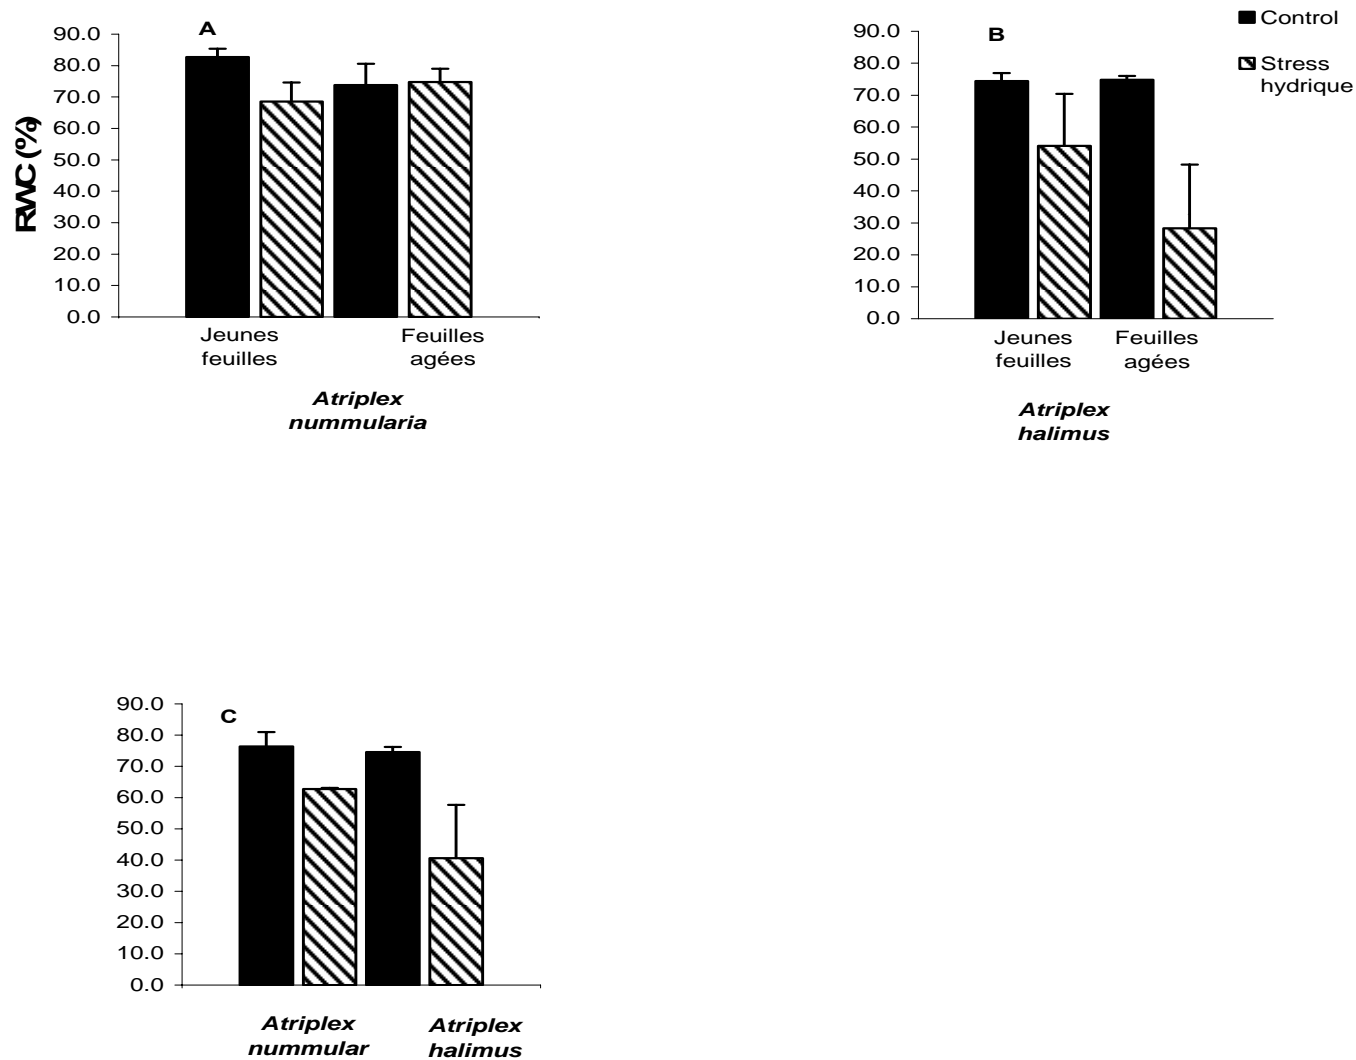 A
90.0
80.0
70.0
60.0
50.0
40.0
30.0
20.0
10.0
0.0
RWC (%)
Jeunes
feuilles
Feuilles
agées
Atriplex
nummularia
B
90.0
80.0
70.0
60.0
50.0
40.0
30.0
20.0
10.0
0.0
Jeunes
feuilles
Feuilles
agées
Atriplex
halimus
Control
Stress
hydrique
C
90.0
80.0
70.0
60.0
50.0
40.0
30.0
20.0
10.0
0.0
Atriplex
nummular
Atriplex
halimus